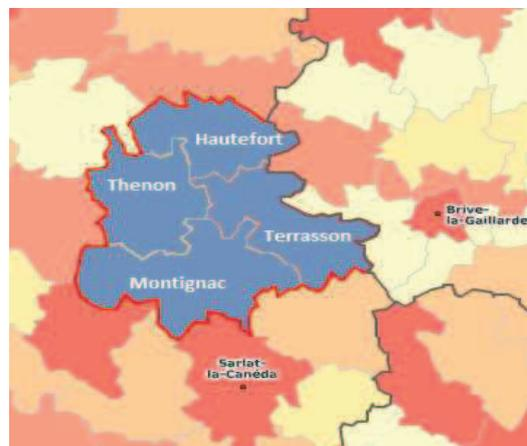 Hautefort
Thenon
Brive-
la-Gaillarde
Terrasson
Montignac
Sarlat-
la-Canéda